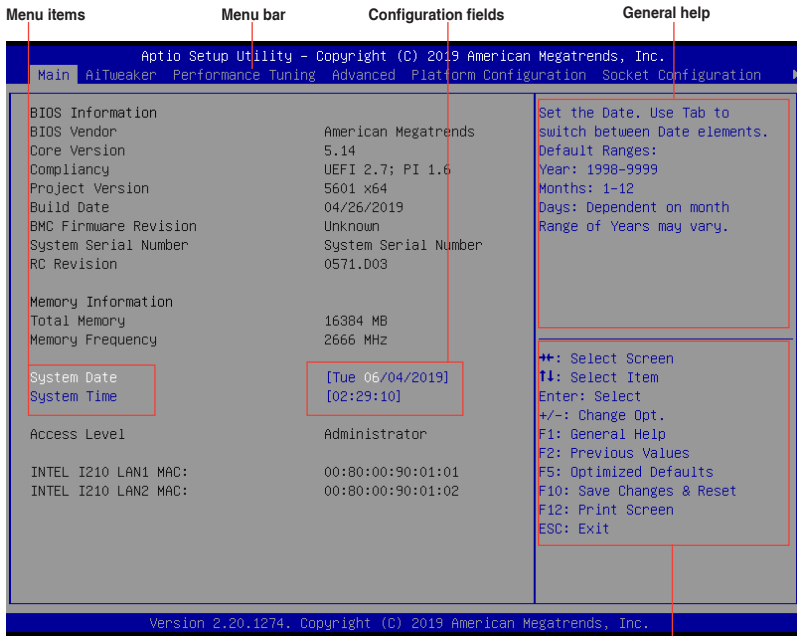 Menu items Menu bar Configuration fields General help
Aptio Setup Utility – Copyright (C) 2019 American Megatrends, Inc.
Main AiTweaker Performance Tuning Advanced Platform Configuration Socket Configuration
BIOS Information
BIOS Vendor American Megatrends
Core Version 5.14
Compliancy UEFI 2.7; PI 1.6
Project Version 5601 x64
Build Date 04/26/2019
BMC Firmware Revision Unknown
System Serial Number System Serial Number
RC Revision 0571.D03
Memory Information
Total Memory 16384 MB
Memory Frequency 2666 MHz
System Date [Tue 06/04/2019]
System Time [02:29:10]
Access Level Administrator
INTEL I210 LAN1 MAC: 00:80:00:90:01:01
INTEL I210 LAN2 MAC: 00:80:00:90:01:02
Set the Date. Use Tab to
switch between Date elements.
Default Ranges:
Year: 1998-9999
Months: 1-12
Days: Dependent on month
Range of Years may vary.
→←: Select Screen
↑↓: Select Item
Enter: Select
+/-: Change Opt.
F1: General Help
F2: Previous Values
F5: Optimized Defaults
F10: Save Changes & Reset
F12: Print Screen
ESC: Exit
Version 2.20.1274. Copyright (C) 2019 American Megatrends, Inc.